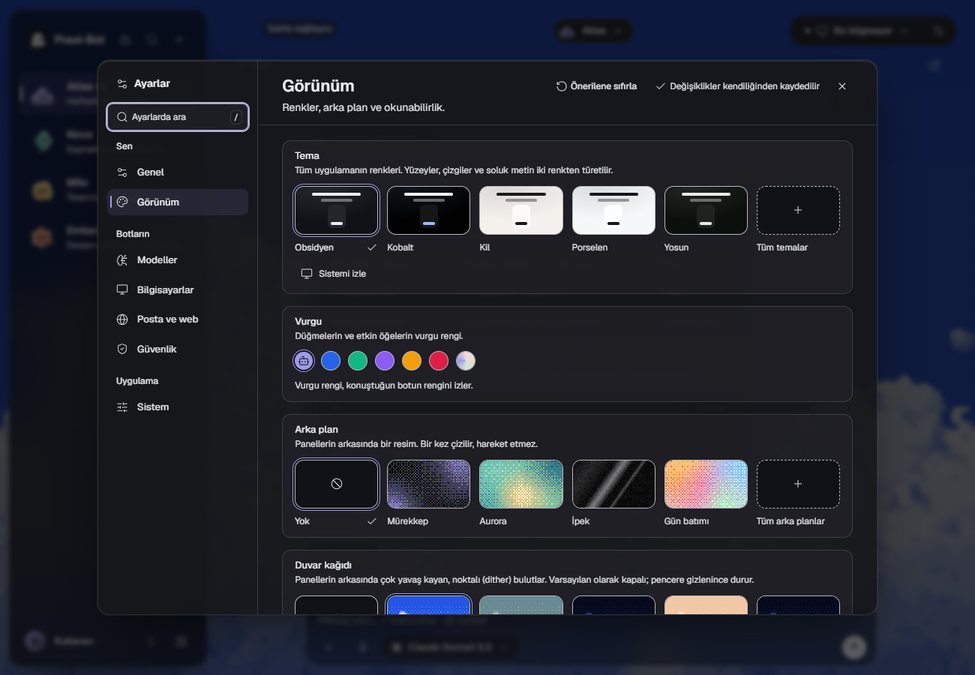 Ayarlar
Ayarlarda ara
/
Sen
Genel
Görünüm
Botların
Modeller
Bilgisayarlar
Posta ve web
Güvenlik
Uygulama
Sistem
Görünüm
Önerilene sıfırla
Değişiklikler kendiliğinden kaydedilir
Renkler, arka plan ve okunabilirlik.
Tema
Tüm uygulamanın renkleri. Yüzeyler, çizgiler ve soluk metin iki renkten türetilir.
Obsidyen
Kobalt
Kil
Porselen
Yosun
Tüm temalar
Sistemi izle
Vurgu
Düğmelerin ve etkin öğelerin vurgu rengi.
Vurgu rengi, konuştuğun botun rengini izler.
Arka plan
Panellerin arkasında bir resim. Bir kez çizilir, hareket etmez.
Yok
Mürekkep
Aurora
İpek
Gün batımı
Tüm arka planlar
Duvar kağıdı
Panellerin arkasında çok yavaş kayan, noktalı (dither) bulutlar. Varsayılan olarak kapalı; pencere gizlenince durur.